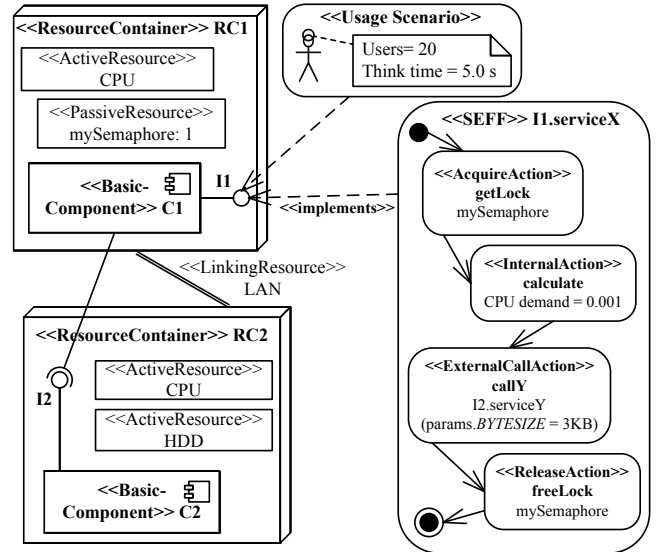 <<ResourceContainer>> RC1
<<ActiveResource>>
CPU
<<PassiveResource>>
mySemaphore: 1
<<Basic-
Component>> C1
I1
<<Usage Scenario>>
Users= 20
Think time = 5.0 s
<<implements>>
<<LinkingResource>>
LAN
<<ResourceContainer>> RC2
<<ActiveResource>>
CPU
<<ActiveResource>>
HDD
I2
<<Basic-
Component>> C2
<<SEFF>> I1.serviceX
<<AcquireAction>>
getLock
mySemaphore
<<InternalAction>>
calculate
CPU demand = 0.001
<<ExternalCallAction>>
callY
I2.serviceY
(params.BYTESIZE = 3KB)
<<ReleaseAction>>
freeLock
mySemaphore